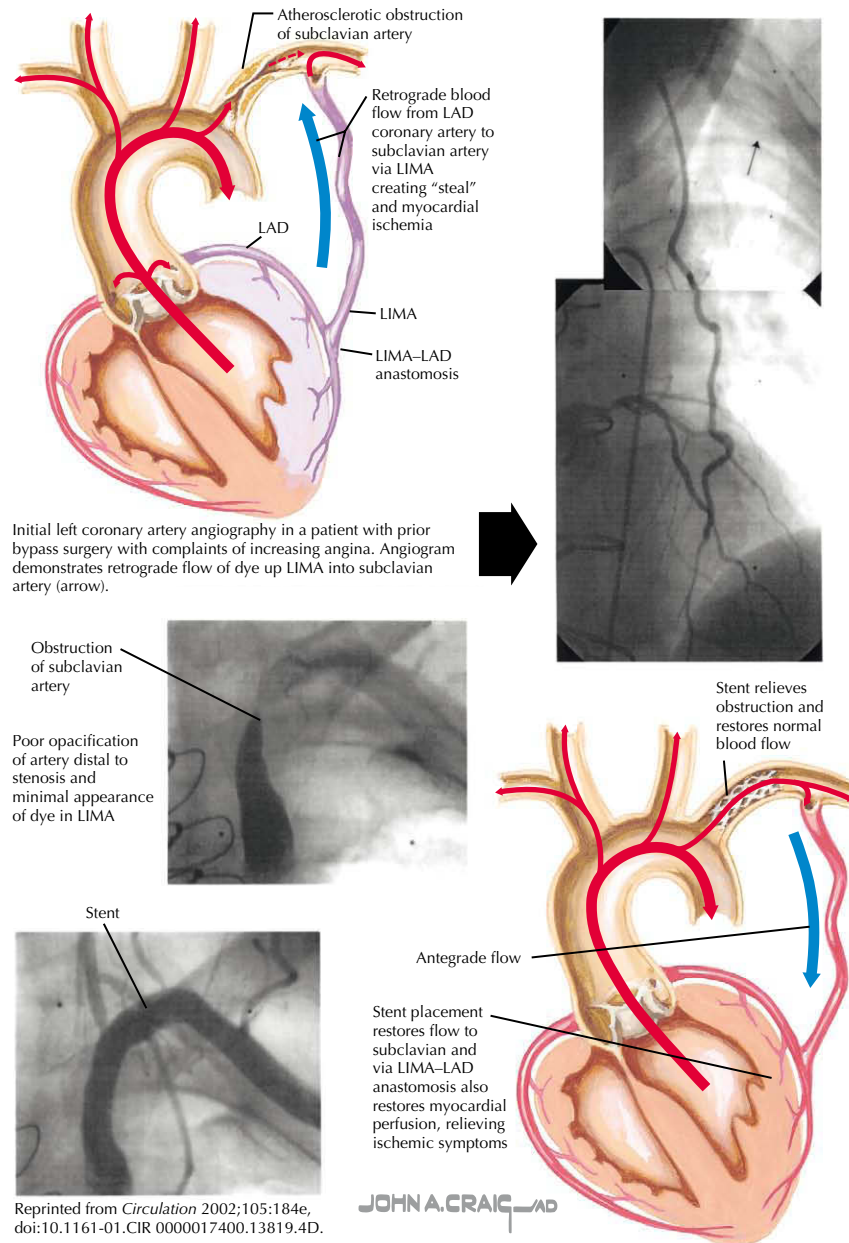 Atherosclerotic obstruction
of subclavian artery
Retrograde blood
flow from LAD
coronary artery to
subclavian artery
via LIMA
creating “steal”
and myocardial
ischemia
LAD
LIMA
LIMA–LAD
anastomosis
Initial left coronary artery angiography in a patient with prior
bypass surgery with complaints of increasing angina. Angiogram
demonstrates retrograde flow of dye up LIMA into subclavian
artery (arrow).
Obstruction
of subclavian
artery
Poor opacification
of artery distal to
stenosis and
minimal appearance
of dye in LIMA
Stent relieves
obstruction and
restores normal
blood flow
Stent
Antegrade flow
Stent placement
restores flow to
subclavian and
via LIMA–LAD
anastomosis also
restores myocardial
perfusion, relieving
ischemic symptoms
Reprinted from Circulation 2002;105:184e,
doi:10.1161-01.CIR 0000017400.13819.4D.
JOHN A. CRAIG MD